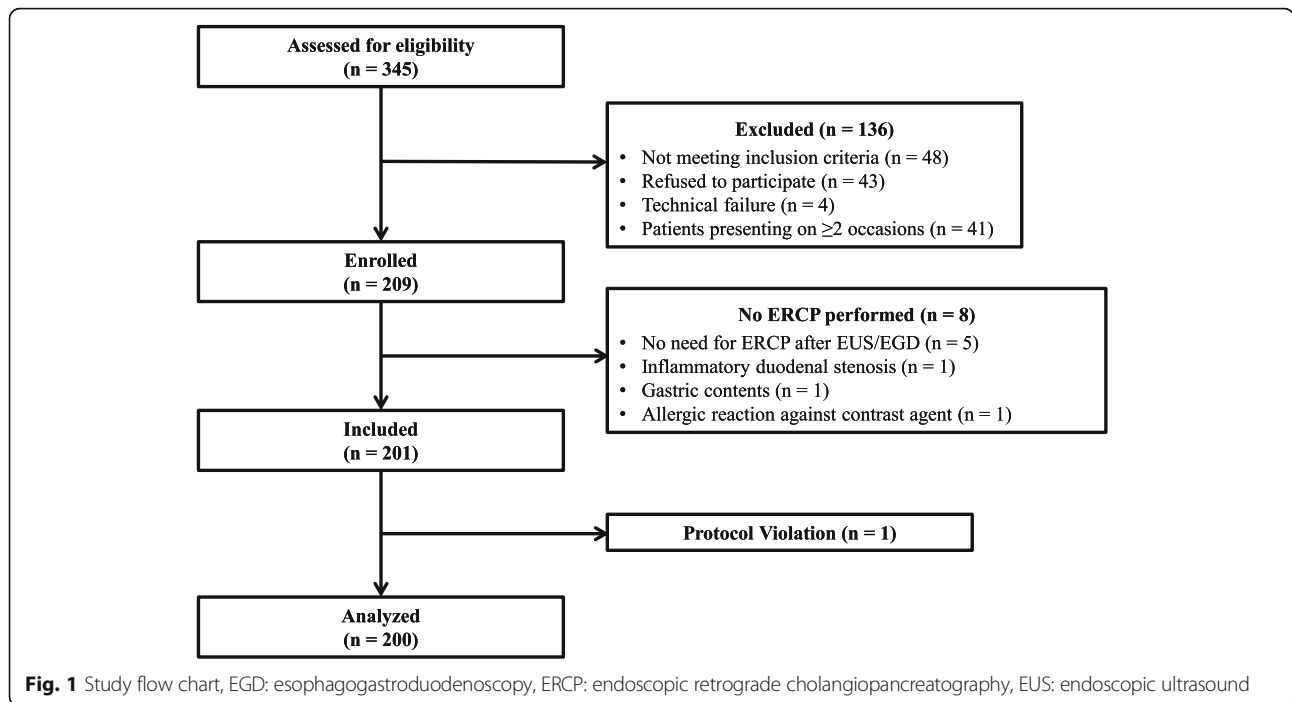 Assessed for eligibility
(n = 345)
Excluded (n = 136)
• Not meeting inclusion criteria (n = 48)
• Refused to participate (n = 43)
• Technical failure (n = 4)
• Patients presenting on ≥2 occasions (n = 41)
Enrolled
(n = 209)
No ERCP performed (n = 8)
• No need for ERCP after EUS/EGD (n = 5)
• Inflammatory duodenal stenosis (n = 1)
• Gastric contents (n = 1)
• Allergic reaction against contrast agent (n = 1)
Included
(n = 201)
Protocol Violation (n = 1)
Analyzed
(n = 200)
Fig. 1 Study flow chart, EGD: esophagogastroduodenoscopy, ERCP: endoscopic retrograde cholangiopancreatography, EUS: endoscopic ultrasound